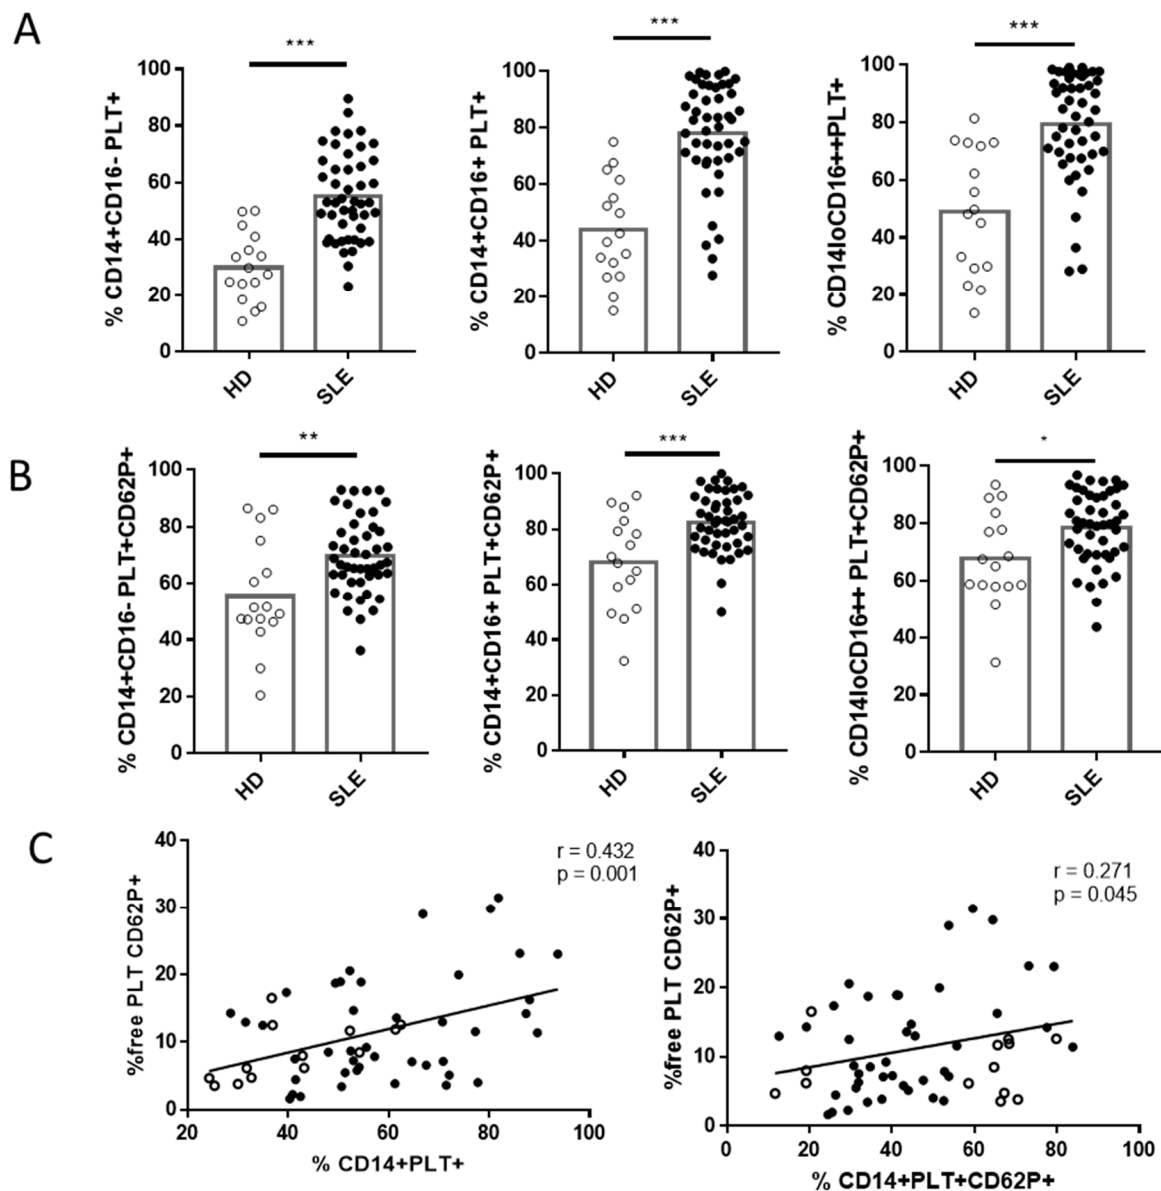 A
***
***
***
% CD14+CD16- PLT+
100
80
60
40
20
0
HD
SLE
% CD14+CD16+ PLT+
100
80
60
40
20
0
HD
SLE
% CD14loCD16++PLT+
100
80
60
40
20
0
HD
SLE
B
**
***
*
% CD14+CD16- PLT+CD62P+
100
80
60
40
20
0
HD
SLE
% CD14+CD16+ PLT+CD62P+
100
80
60
40
20
0
HD
SLE
% CD14loCD16++ PLT+CD62P+
100
80
60
40
20
0
HD
SLE
C
%free PLT CD62P+
40
30
20
10
0
r = 0.432
p = 0.001
20
40
60
80
100
% CD14+PLT+
%free PLT CD62P+
40
30
20
10
0
r = 0.271
p = 0.045
0
20
40
60
80
100
% CD14+PLT+CD62P+